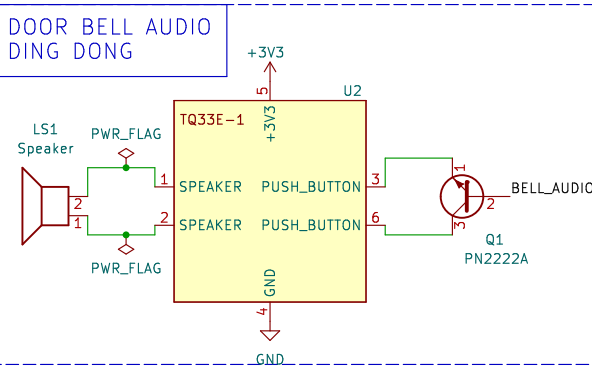 DOOR BELL AUDIO
DING DONG
+3V3
U2
5
TQ33E-1
+3V3
LS1
Speaker
PWR_FLAG
1
SPEAKER
PUSH_BUTTON
3
1
2
BELL_AUDIO
2
1
2
SPEAKER
PUSH_BUTTON
6
3
Q1
PN2222A
PWR_FLAG
GND
4
GND